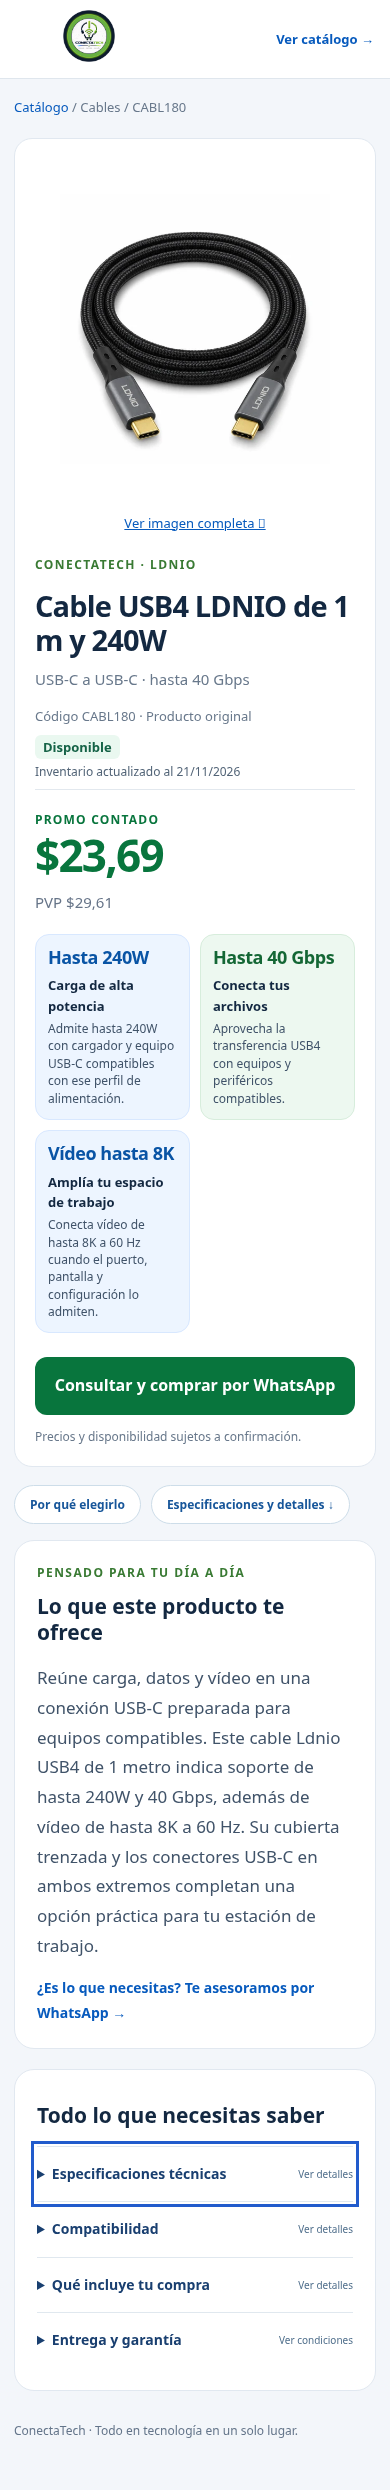 CONECTATECH
Ver catálogo →
Catálogo / Cables / CABL180
LDNIO
LDNIO
Ver imagen completa
CONECTATECH · LDNIO
Cable USB4 LDNIO de 1
m y 240W
USB-C a USB-C · hasta 40 Gbps
Código CABL180 · Producto original
Disponible
Inventario actualizado al 21/11/2026
PROMO CONTADO
$23,69
PVP $29,61
Hasta 240W
Carga de alta
potencia
Admite hasta 240W
con cargador y equipo
USB-C compatibles
con ese perfil de
alimentación.
Hasta 40 Gbps
Conecta tus
archivos
Aprovecha la
transferencia USB4
con equipos y
periféricos
compatibles.
Vídeo hasta 8K
Amplía tu espacio
de trabajo
Conecta vídeo de
hasta 8K a 60 Hz
cuando el puerto,
pantalla y
configuración lo
admiten.
Consultar y comprar por WhatsApp
Precios y disponibilidad sujetos a confirmación.
Por qué elegirlo
Especificaciones y detalles ↓
PENSADO PARA TU DÍA A DÍA
Lo que este producto te
ofrece
Reúne carga, datos y vídeo en una
conexión USB-C preparada para
equipos compatibles. Este cable Ldnio
USB4 de 1 metro indica soporte de
hasta 240W y 40 Gbps, además de
vídeo de hasta 8K a 60 Hz. Su cubierta
trenzada y los conectores USB-C en
ambos extremos completan una
opción práctica para tu estación de
trabajo.
¿Es lo que necesitas? Te asesoramos por
WhatsApp →
Todo lo que necesitas saber
▶ Especificaciones técnicas Ver detalles
▶ Compatibilidad Ver detalles
▶ Qué incluye tu compra Ver detalles
▶ Entrega y garantía Ver condiciones
ConectaTech · Todo en tecnología en un solo lugar.